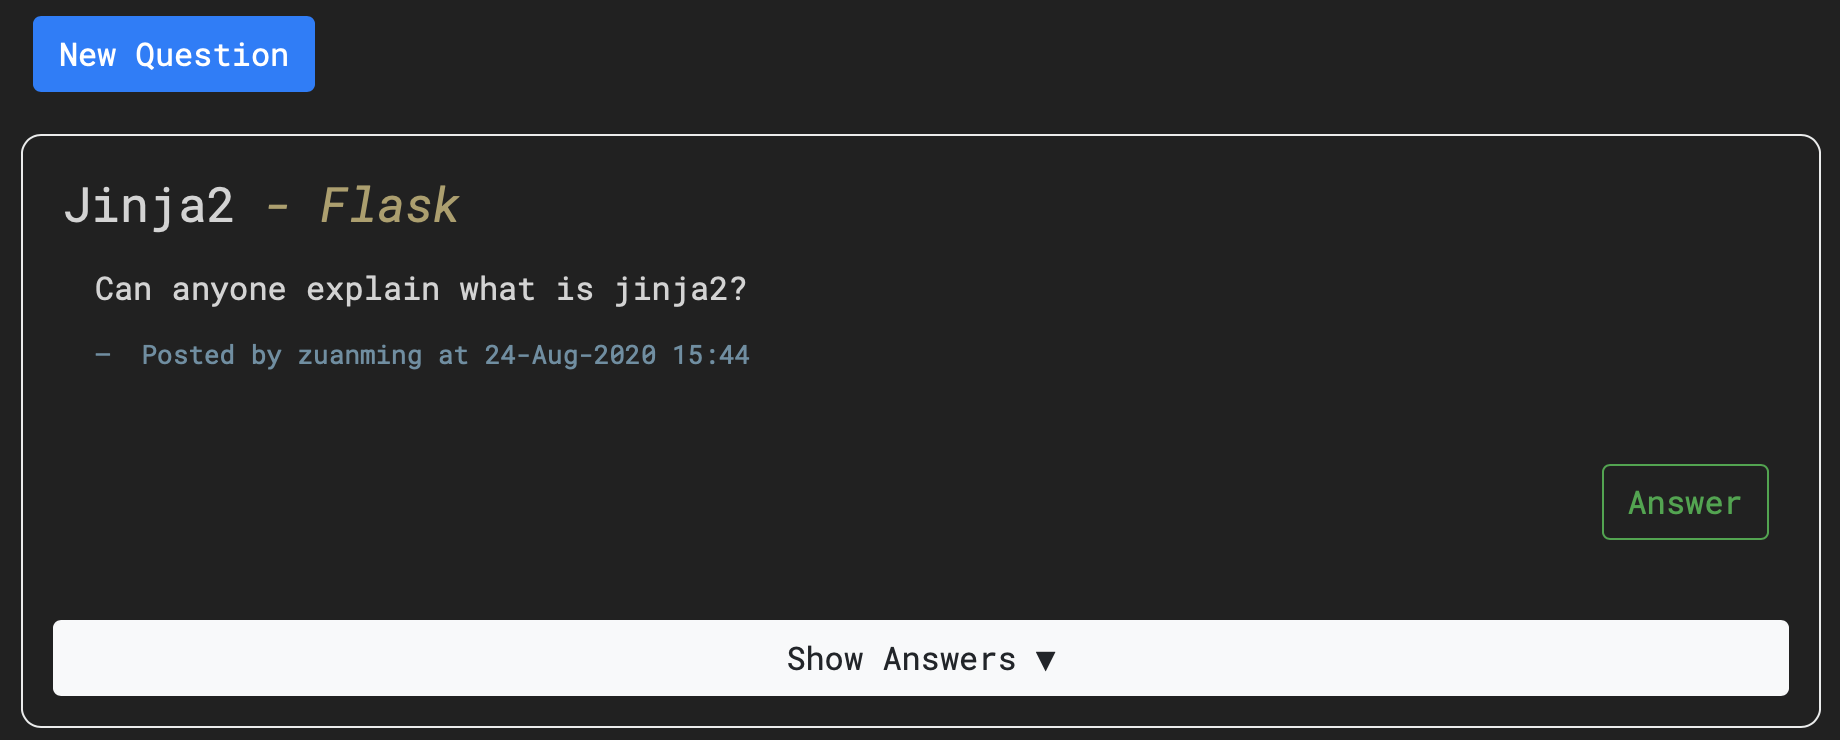 New Question
Jinja2 - Flask
Can anyone explain what is jinja2?
— Posted by zuanming at 24-Aug-2020 15:44
Answer
Show Answers ▼